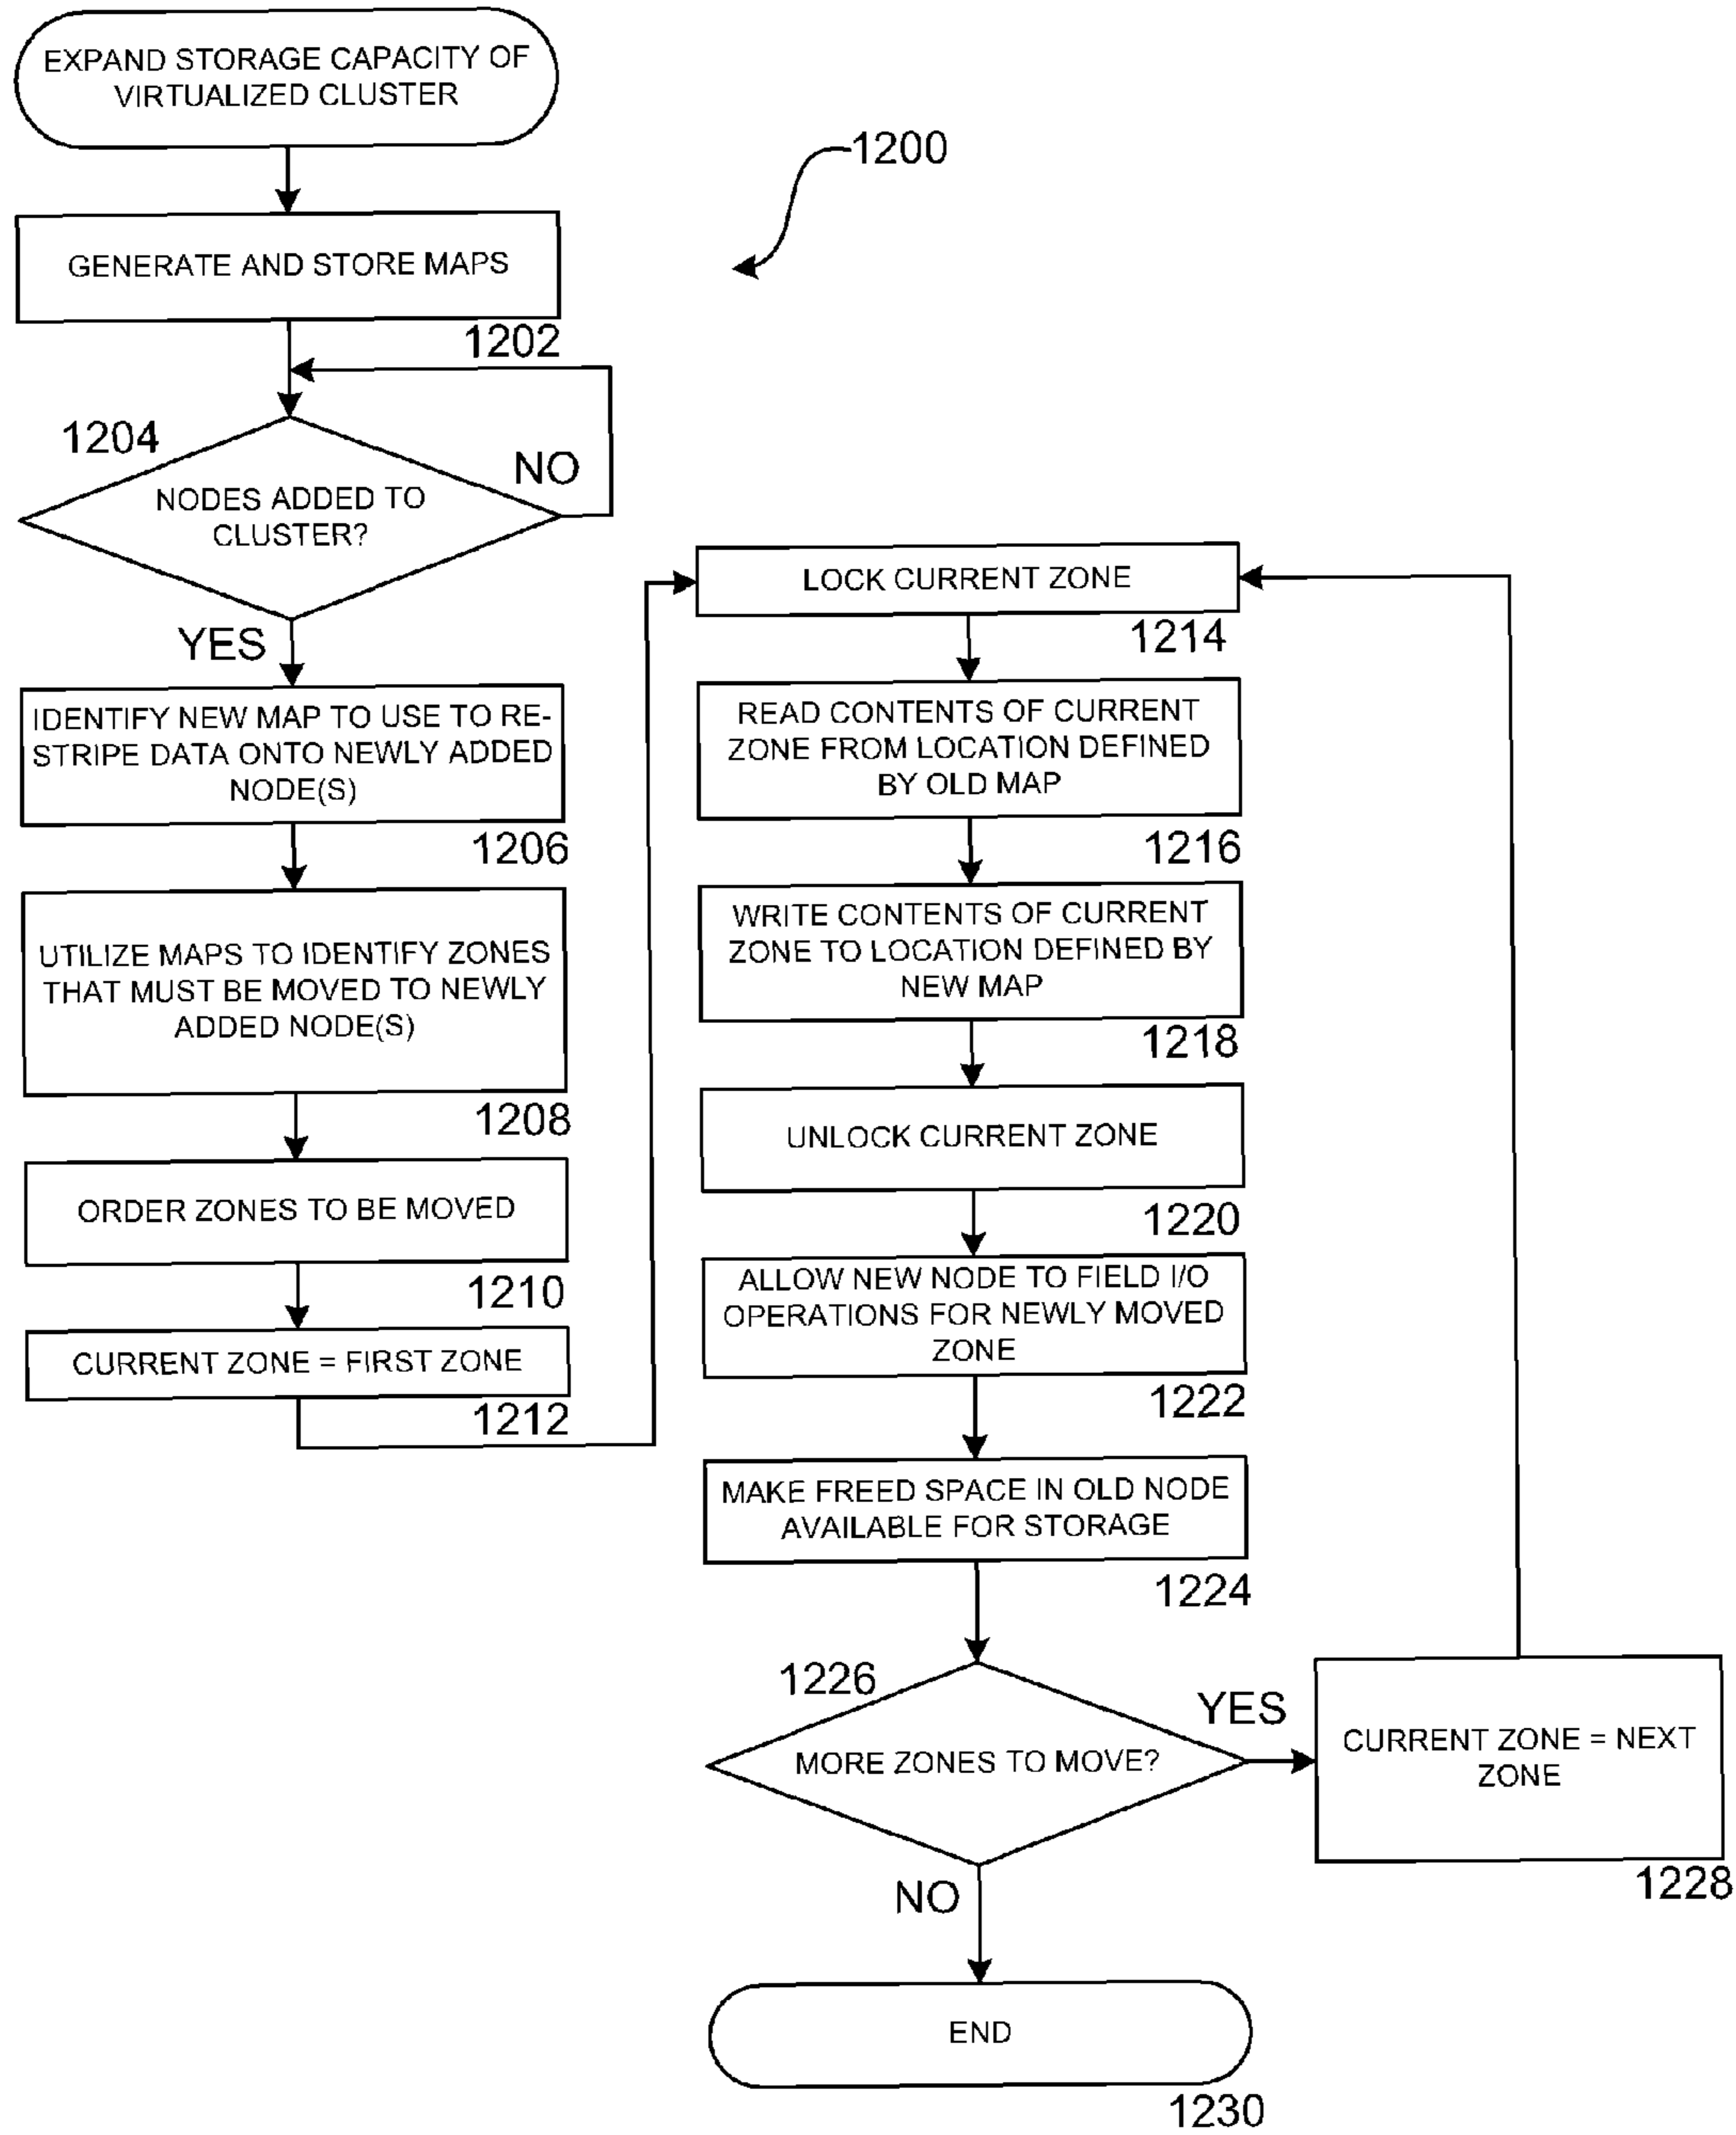 EXPAND STORAGE CAPACITY OF
VIRTUALIZED CLUSTER
1200
GENERATE AND STORE MAPS
1202
1204
NO
NODES ADDED TO
CLUSTER?
YES
IDENTIFY NEW MAP TO USE TO RE-
STRIPE DATA ONTO NEWLY ADDED
NODE(S)
1206
UTILIZE MAPS TO IDENTIFY ZONES
THAT MUST BE MOVED TO NEWLY
ADDED NODE(S)
1208
ORDER ZONES TO BE MOVED
1210
CURRENT ZONE = FIRST ZONE
1212
LOCK CURRENT ZONE
1214
READ CONTENTS OF CURRENT
ZONE FROM LOCATION DEFINED
BY OLD MAP
1216
WRITE CONTENTS OF CURRENT
ZONE TO LOCATION DEFINED BY
NEW MAP
1218
UNLOCK CURRENT ZONE
1220
ALLOW NEW NODE TO FIELD I/O
OPERATIONS FOR NEWLY MOVED
ZONE
1222
MAKE FREED SPACE IN OLD NODE
AVAILABLE FOR STORAGE
1224
1226
YES
MORE ZONES TO MOVE?
CURRENT ZONE = NEXT
ZONE
1228
NO
END
1230